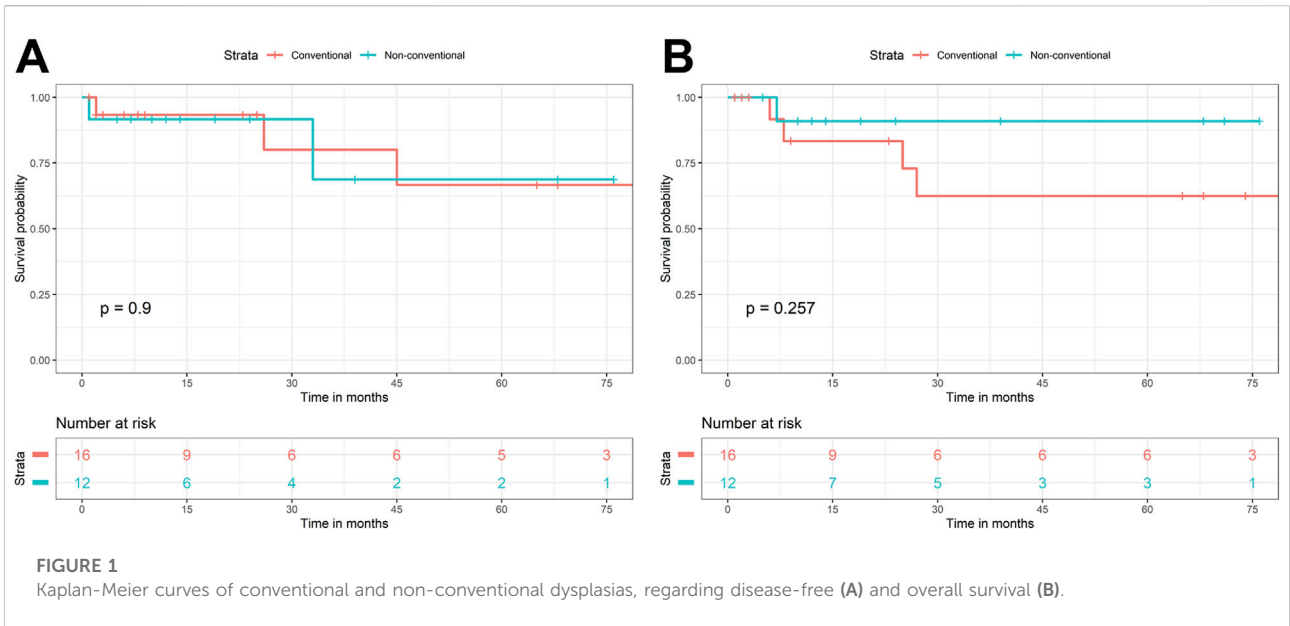 A
Strata Conventional Non-conventional
Survival probability
1.00
0.75
0.50
0.25
0.00
p = 0.9
0 15 30 45 60 75
Time in months
Number at risk
Strata
16 9 6 6 5 3
12 6 4 2 2 1
0 15 30 45 60 75
Time in months
B
Strata Conventional Non-conventional
Survival probability
1.00
0.75
0.50
0.25
0.00
p = 0.257
0 15 30 45 60 75
Time in months
Number at risk
Strata
16 9 6 6 6 3
12 7 5 3 3 1
0 15 30 45 60 75
Time in months
FIGURE 1
Kaplan-Meier curves of conventional and non-conventional dysplasias, regarding disease-free (A) and overall survival (B).